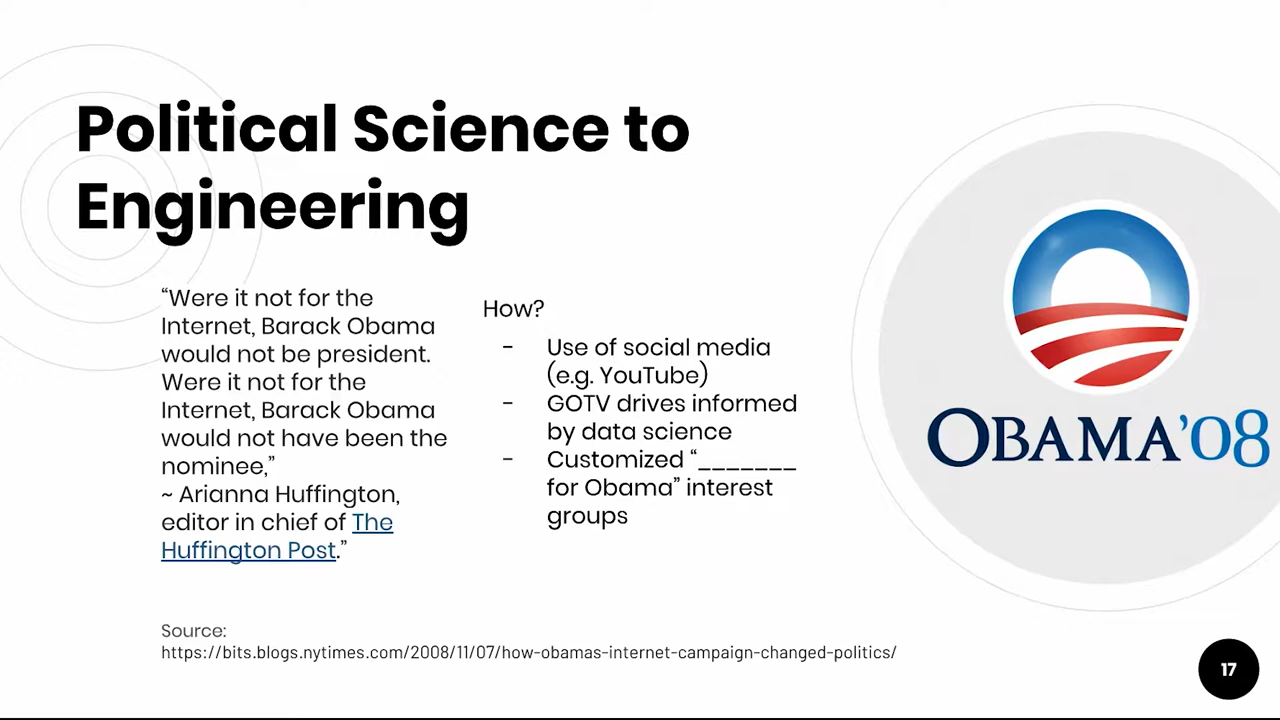 Political Science to
Engineering
“Were it not for the
Internet, Barack Obama
would not be president.
Were it not for the
Internet, Barack Obama
would not have been the
nominee,”
~ Arianna Huffington,
editor in chief of The
Huffington Post.”
How?
- Use of social media
(e.g. YouTube)
- GOTV drives informed
by data science
- Customized “_______
for Obama” interest
groups
OBAMA’08
Source:
https://bits.blogs.nytimes.com/2008/11/07/how-obamas-internet-campaign-changed-politics/
17